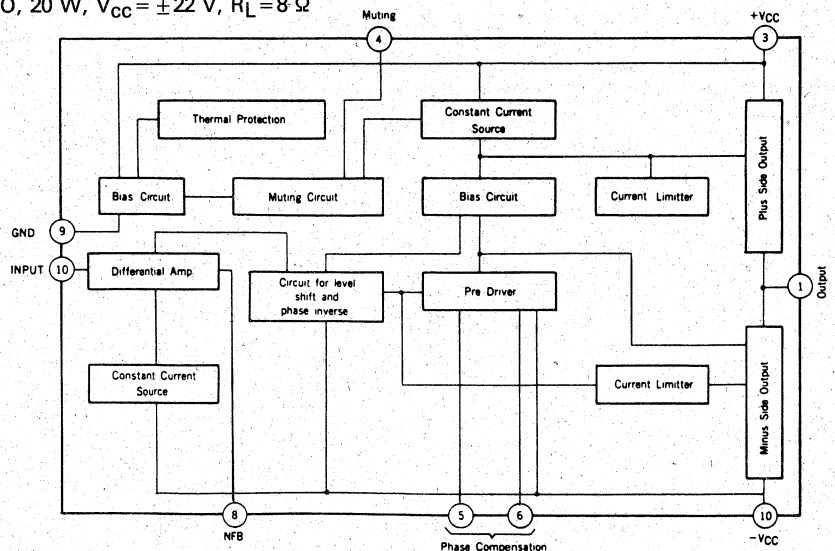 O, 20 W, VCC = ±22 V, RL = 8 Ω
Muting
+VCC
4
3
Thermal Protection
Constant Current
Source
Plus Side Output
Bias Circuit
Muting Circuit
Bias Circuit
Current Limitter
GND
9
INPUT
10
Differential Amp.
Circuit for level
shift and
phase inverse
Pre Driver
1
Output
Constant Current
Source
Current Limitter
Minus Side Output
8
5
6
10
NFB
Phase Compensation
-VCC